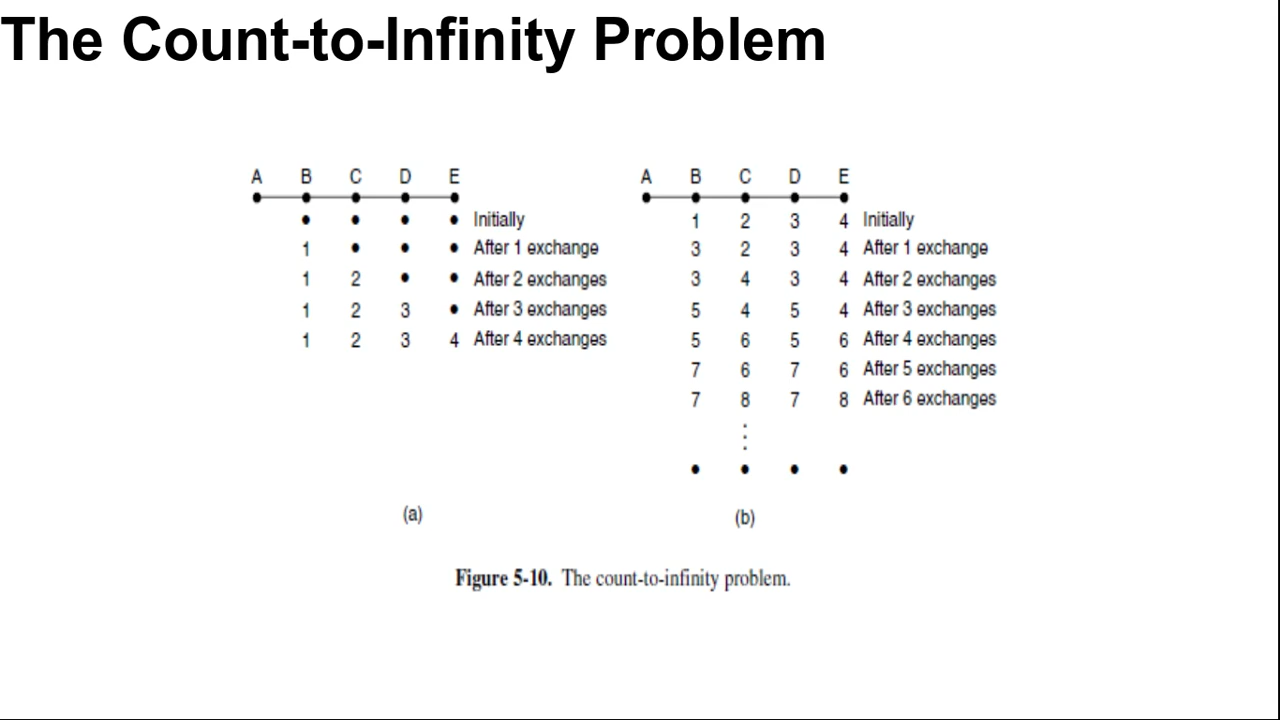 The Count-to-Infinity Problem
A B C D E
• • • • Initially
1 • • • After 1 exchange
1 2 • • After 2 exchanges
1 2 3 • After 3 exchanges
1 2 3 4 After 4 exchanges
(a)
A B C D E
1 2 3 4 Initially
3 2 3 4 After 1 exchange
3 4 3 4 After 2 exchanges
5 4 5 4 After 3 exchanges
5 6 5 6 After 4 exchanges
7 6 7 6 After 5 exchanges
7 8 7 8 After 6 exchanges
⋮
• • • •
(b)
Figure 5-10. The count-to-infinity problem.